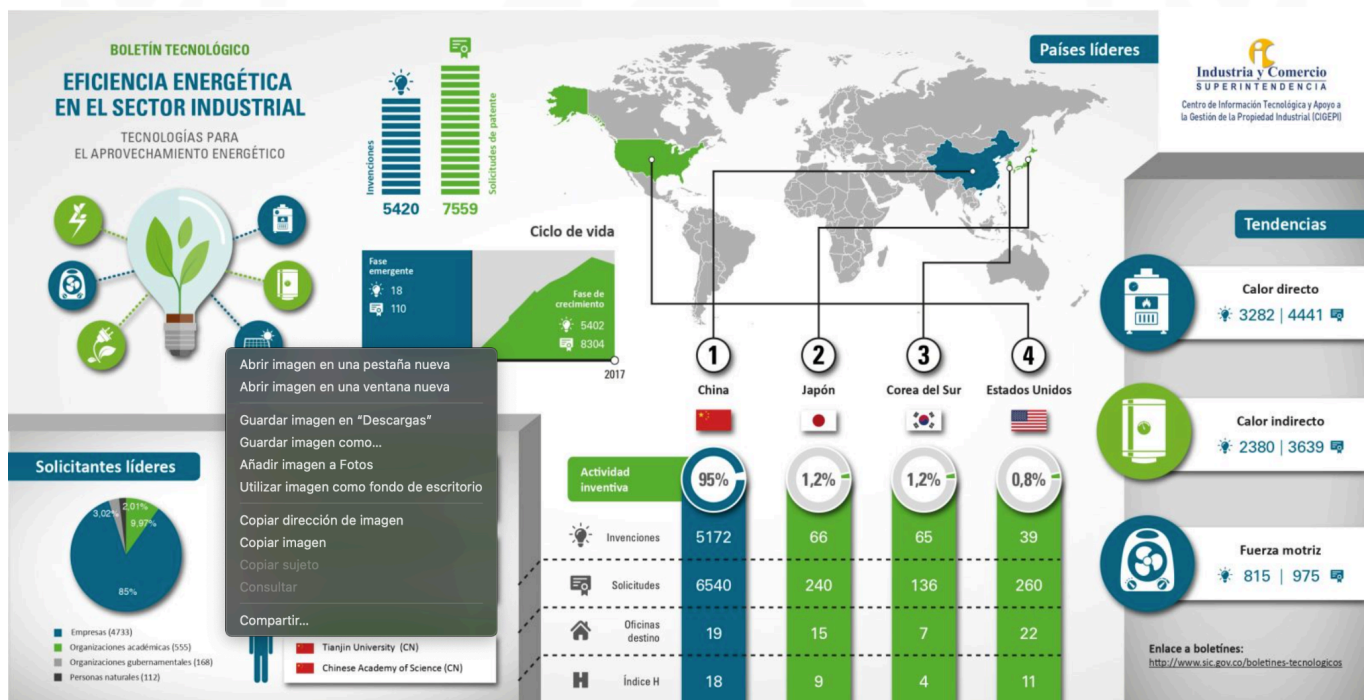 BOLETÍN TECNOLÓGICO
EFICIENCIA ENERGÉTICA
EN EL SECTOR INDUSTRIAL
TECNOLOGÍAS PARA
EL APROVECHAMIENTO ENERGÉTICO
Invenciones
5420
Solicitudes de patente
7559
Ciclo de vida
Fase
emergente
18
110
Fase de
crecimiento
5402
8304
2017
Países líderes
Industria y Comercio
SUPERINTENDENCIA
Centro de Información Tecnológica y Apoyo a
la Gestión de la Propiedad Industrial (CIGEPI)
1
China
2
Japón
3
Corea del Sur
4
Estados Unidos
Actividad
inventiva
95%
1,2%
1,2%
0,8%
Invenciones 5172 66 65 39
Solicitudes 6540 240 136 260
Oficinas
destino
19 15 7 22
Índice H 18 9 4 11
Tendencias
Calor directo
3282 | 4441
Calor indirecto
2380 | 3639
Fuerza motriz
815 | 975
Enlace a boletines:
http://www.sic.gov.co/boletines-tecnologicos
Solicitantes líderes
3,02%
2,01%
9,97%
85%
Empresas (4733)
Organizaciones académicas (555)
Organizaciones gubernamentales (168)
Personas naturales (112)
Tianjin University (CN)
Chinese Academy of Science (CN)
Abrir imagen en una pestaña nueva
Abrir imagen en una ventana nueva
Guardar imagen en “Descargas”
Guardar imagen como...
Añadir imagen a Fotos
Utilizar imagen como fondo de escritorio
Copiar dirección de imagen
Copiar imagen
Copiar sujeto
Consultar
Compartir...